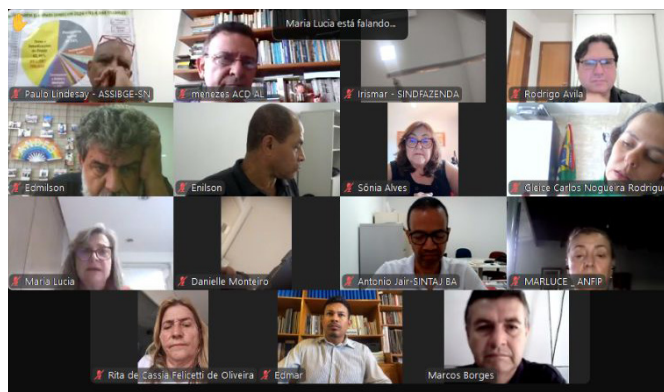 Maria Lucia está falando...
Paulo Lindesay - ASSIBGE-SN
menezes ACD AL
Irismar - SINDFAZENDA
Rodrigo Avila
Edmilson
Enilson
Sônia Alves
Gleice Carlos Nogueira Rodrigu
Maria Lucia
Danielle Monteiro
Antonio Jair-SINTAJ BA
MARLUCE _ ANFIP
Rita de Cassia Felicetti de Oliveira
Edmar
Marcos Borges